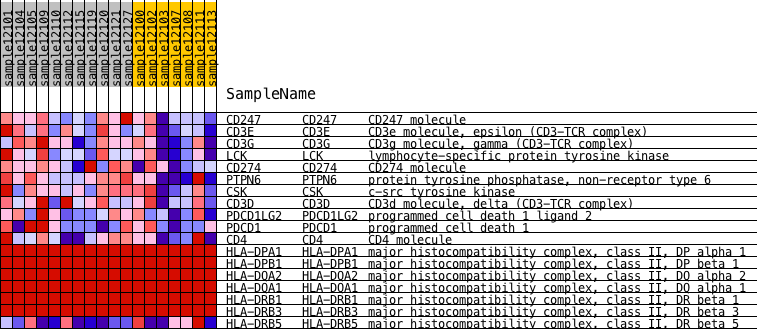 sample12101
sample12104
sample12105
sample12109
sample12110
sample12112
sample12115
sample12119
sample12120
sample12121
sample12127
sample12100
sample12102
sample12103
sample12107
sample12108
sample12111
sample12113
SampleName
CD247 CD247 CD247 molecule
CD3E CD3E CD3e molecule, epsilon (CD3-TCR complex)
CD3G CD3G CD3g molecule, gamma (CD3-TCR complex)
LCK LCK lymphocyte-specific protein tyrosine kinase
CD274 CD274 CD274 molecule
PTPN6 PTPN6 protein tyrosine phosphatase, non-receptor type 6
CSK CSK c-src tyrosine kinase
CD3D CD3D CD3d molecule, delta (CD3-TCR complex)
PDCD1LG2 PDCD1LG2 programmed cell death 1 ligand 2
PDCD1 PDCD1 programmed cell death 1
CD4 CD4 CD4 molecule
HLA-DPA1 HLA-DPA1 major histocompatibility complex, class II, DP alpha 1
HLA-DPB1 HLA-DPB1 major histocompatibility complex, class II, DP beta 1
HLA-DOA2 HLA-DOA2 major histocompatibility complex, class II, DO alpha 2
HLA-DOA1 HLA-DOA1 major histocompatibility complex, class II, DO alpha 1
HLA-DRB1 HLA-DRB1 major histocompatibility complex, class II, DR beta 1
HLA-DRB3 HLA-DRB3 major histocompatibility complex, class II, DR beta 3
HLA-DRB5 HLA-DRB5 major histocompatibility complex, class II, DR beta 5